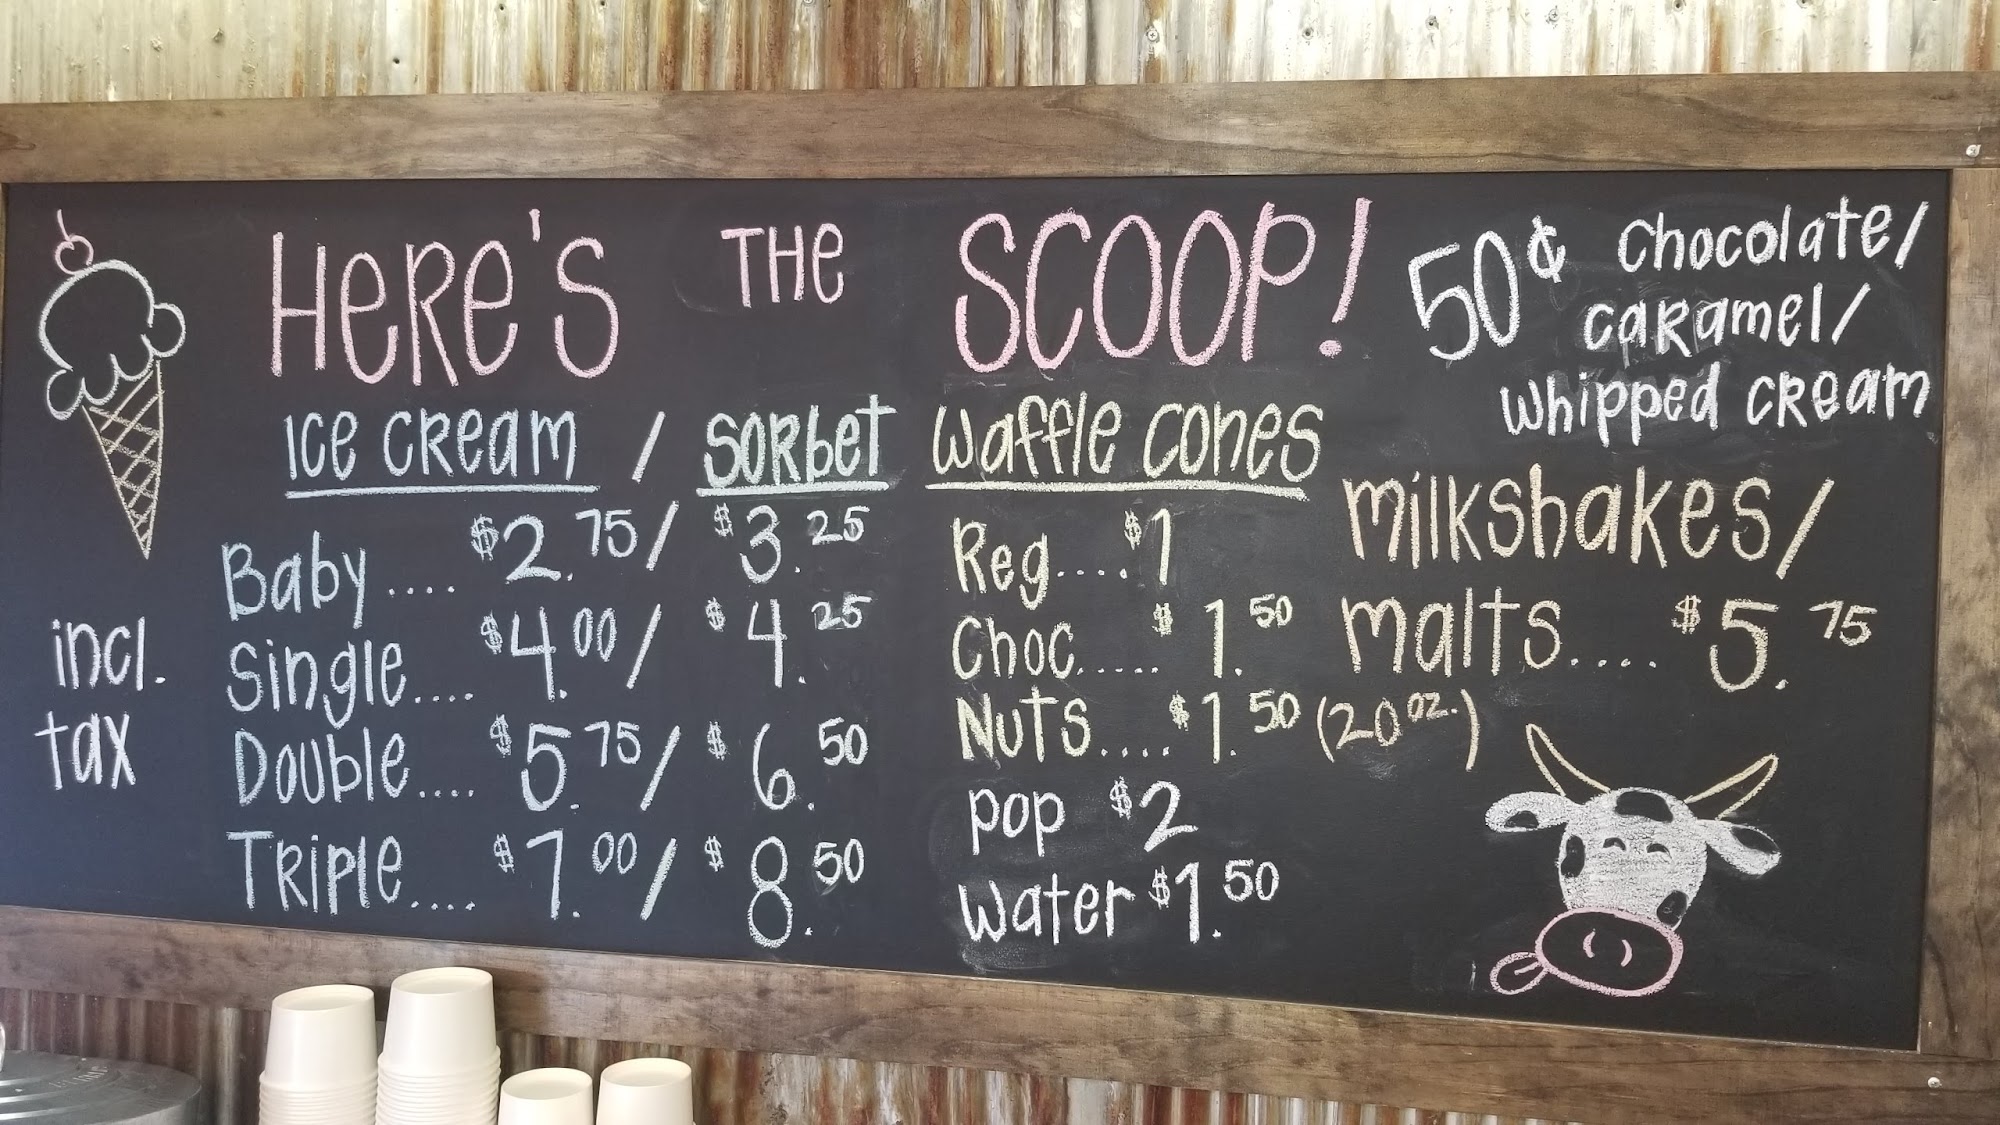 HERE'S THE SCOOP!
50¢ Chocolate/
caramel/
whipped cream
Ice cream / Sorbet
Baby .... $2.75 / $3.25
Single.... $4.00 / $4.25
Double.... $5.75 / $6.50
Triple.... $7.00 / $8.50
incl.
tax
Waffle cones
Reg.... $1
Choc..... $1.50
Nuts.... $1.50
Pop $2
Water $1.50
milkshakes/
malts.... $5.75
(20 oz.)